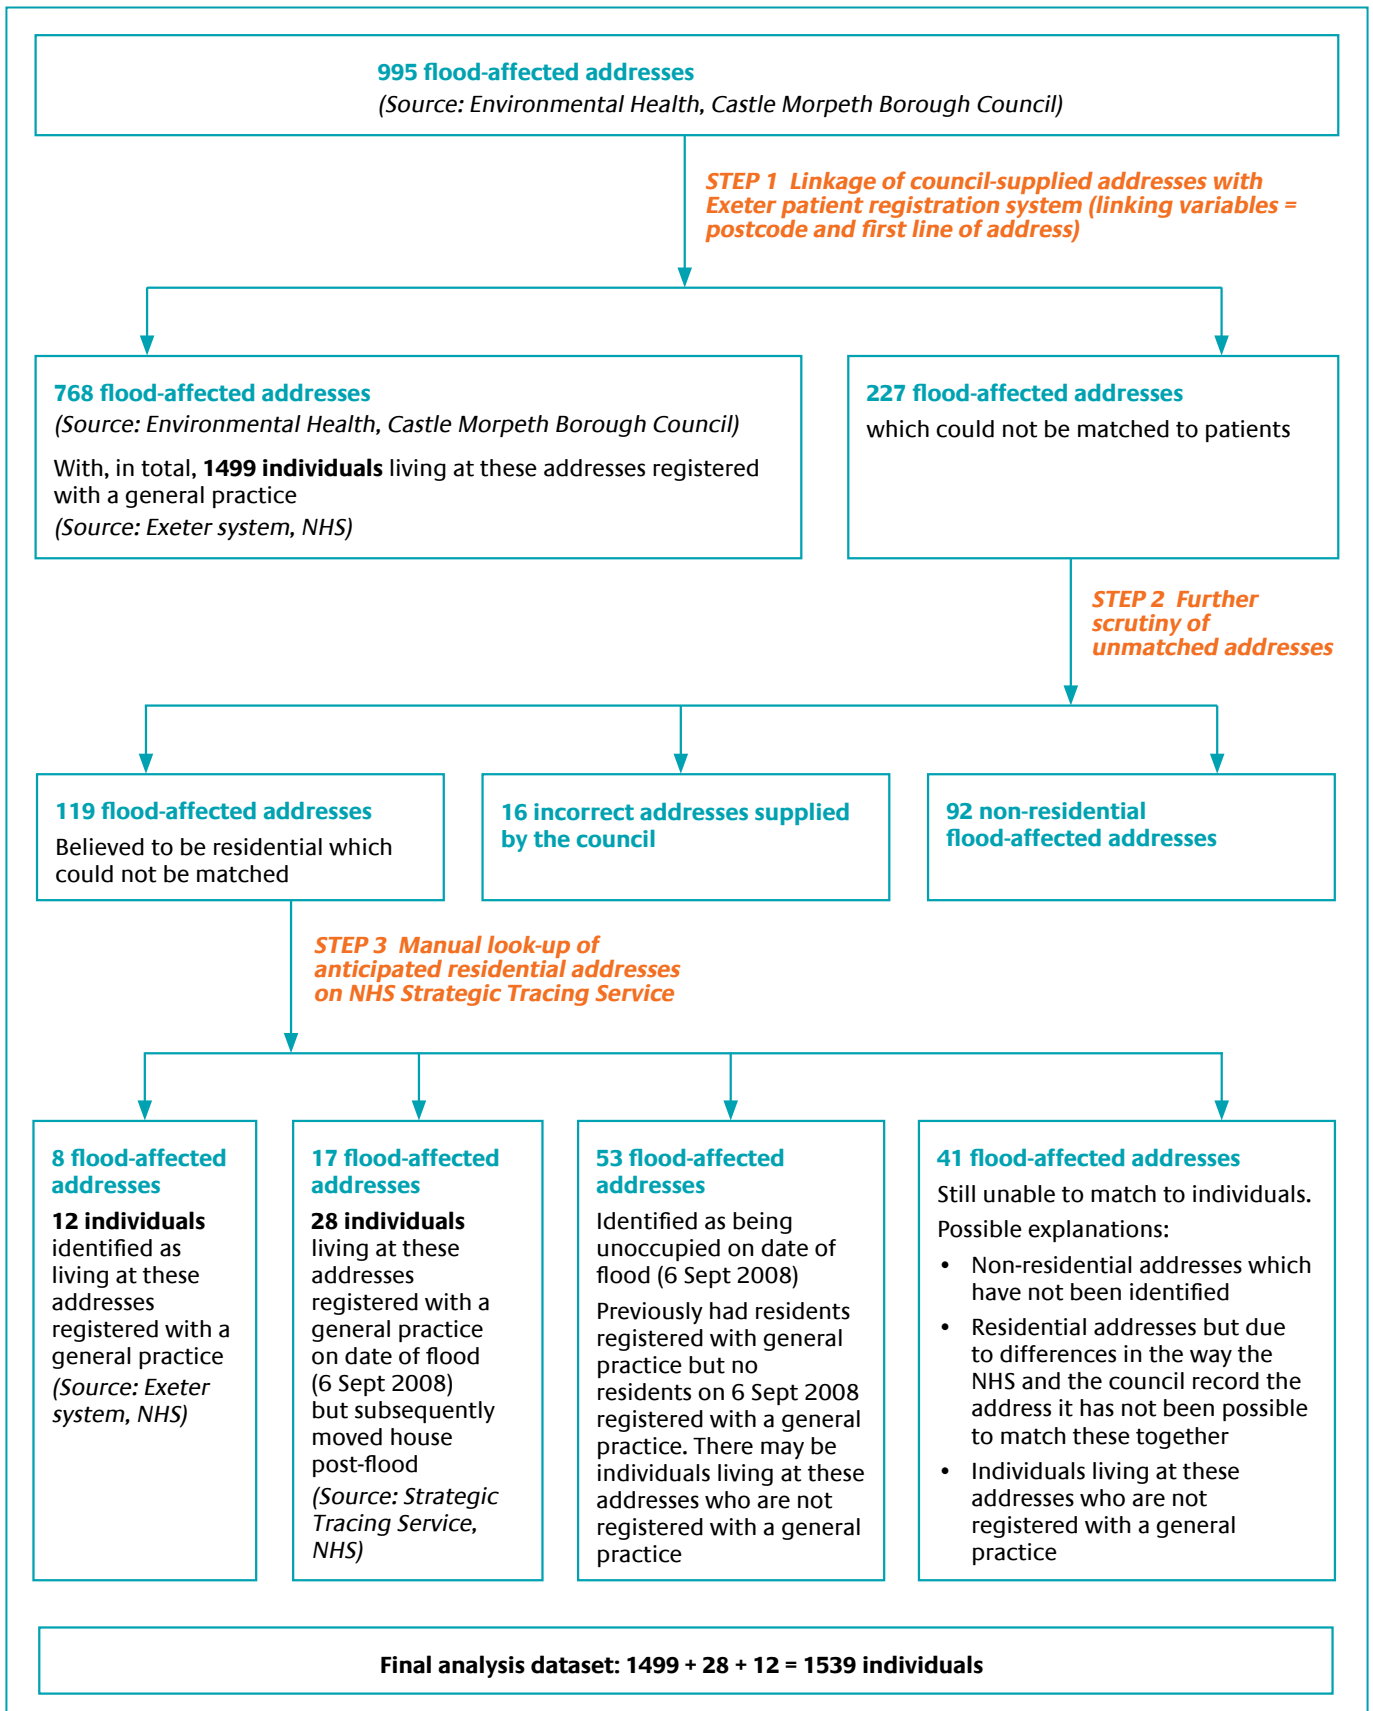 995 flood-affected addresses
(Source: Environmental Health, Castle Morpeth Borough Council)
STEP 1 Linkage of council-supplied addresses with
Exeter patient registration system (linking variables =
postcode and first line of address)
768 flood-affected addresses
(Source: Environmental Health, Castle Morpeth Borough Council)
With, in total, 1499 individuals living at these addresses registered
with a general practice
(Source: Exeter system, NHS)
227 flood-affected addresses
which could not be matched to patients
STEP 2 Further
scrutiny of
unmatched addresses
119 flood-affected addresses
Believed to be residential which
could not be matched
16 incorrect addresses supplied
by the council
92 non-residential
flood-affected addresses
STEP 3 Manual look-up of
anticipated residential addresses
on NHS Strategic Tracing Service
8 flood-affected
addresses
12 individuals
identified as
living at these
addresses
registered with a
general practice
(Source: Exeter
system, NHS)
17 flood-affected
addresses
28 individuals
living at these
addresses
registered with a
general practice
on date of flood
(6 Sept 2008)
but subsequently
moved house
post-flood
(Source: Strategic
Tracing Service,
NHS)
53 flood-affected
addresses
Identified as being
unoccupied on date of
flood (6 Sept 2008)
Previously had residents
registered with general
practice but no
residents on 6 Sept 2008
registered with a general
practice. There may be
individuals living at these
addresses who are not
registered with a general
practice
41 flood-affected addresses
Still unable to match to individuals.
Possible explanations:
• Non-residential addresses which
have not been identified
• Residential addresses but due
to differences in the way the
NHS and the council record the
address it has not been possible
to match these together
• Individuals living at these
addresses who are not
registered with a general
practice
Final analysis dataset: 1499 + 28 + 12 = 1539 individuals